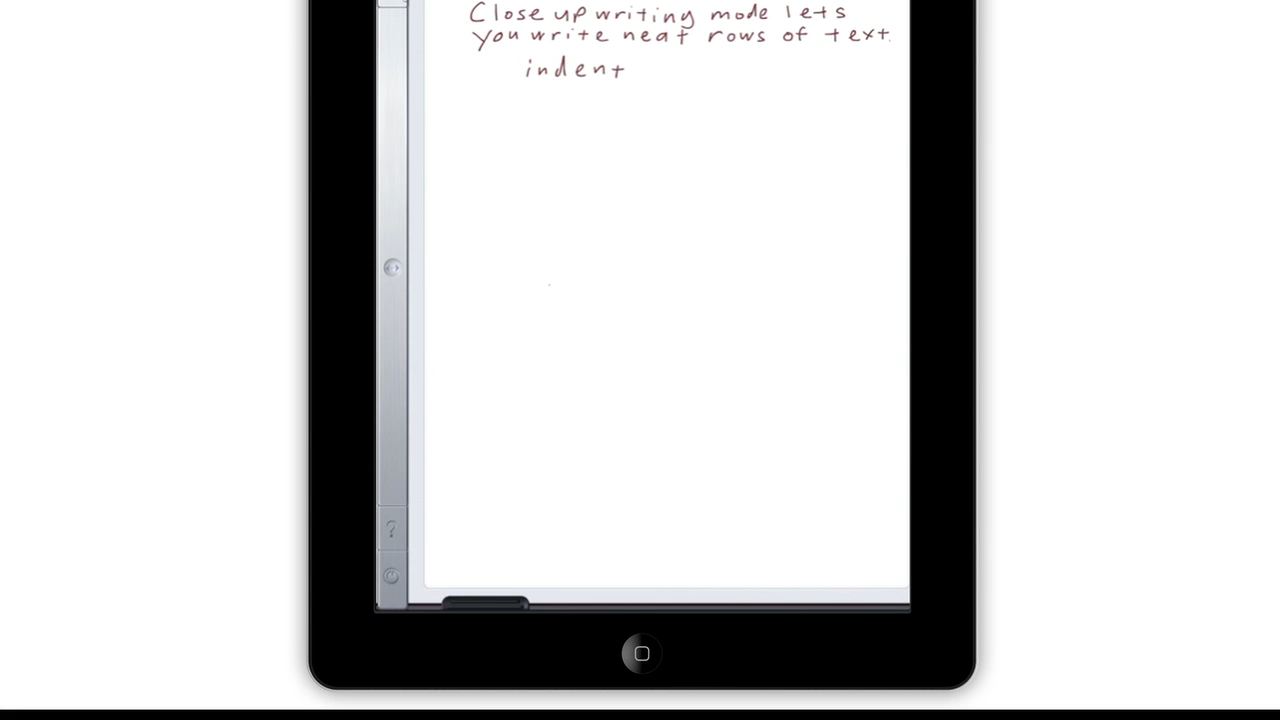 Close up writing mode lets
you write neat rows of text.
indent
?